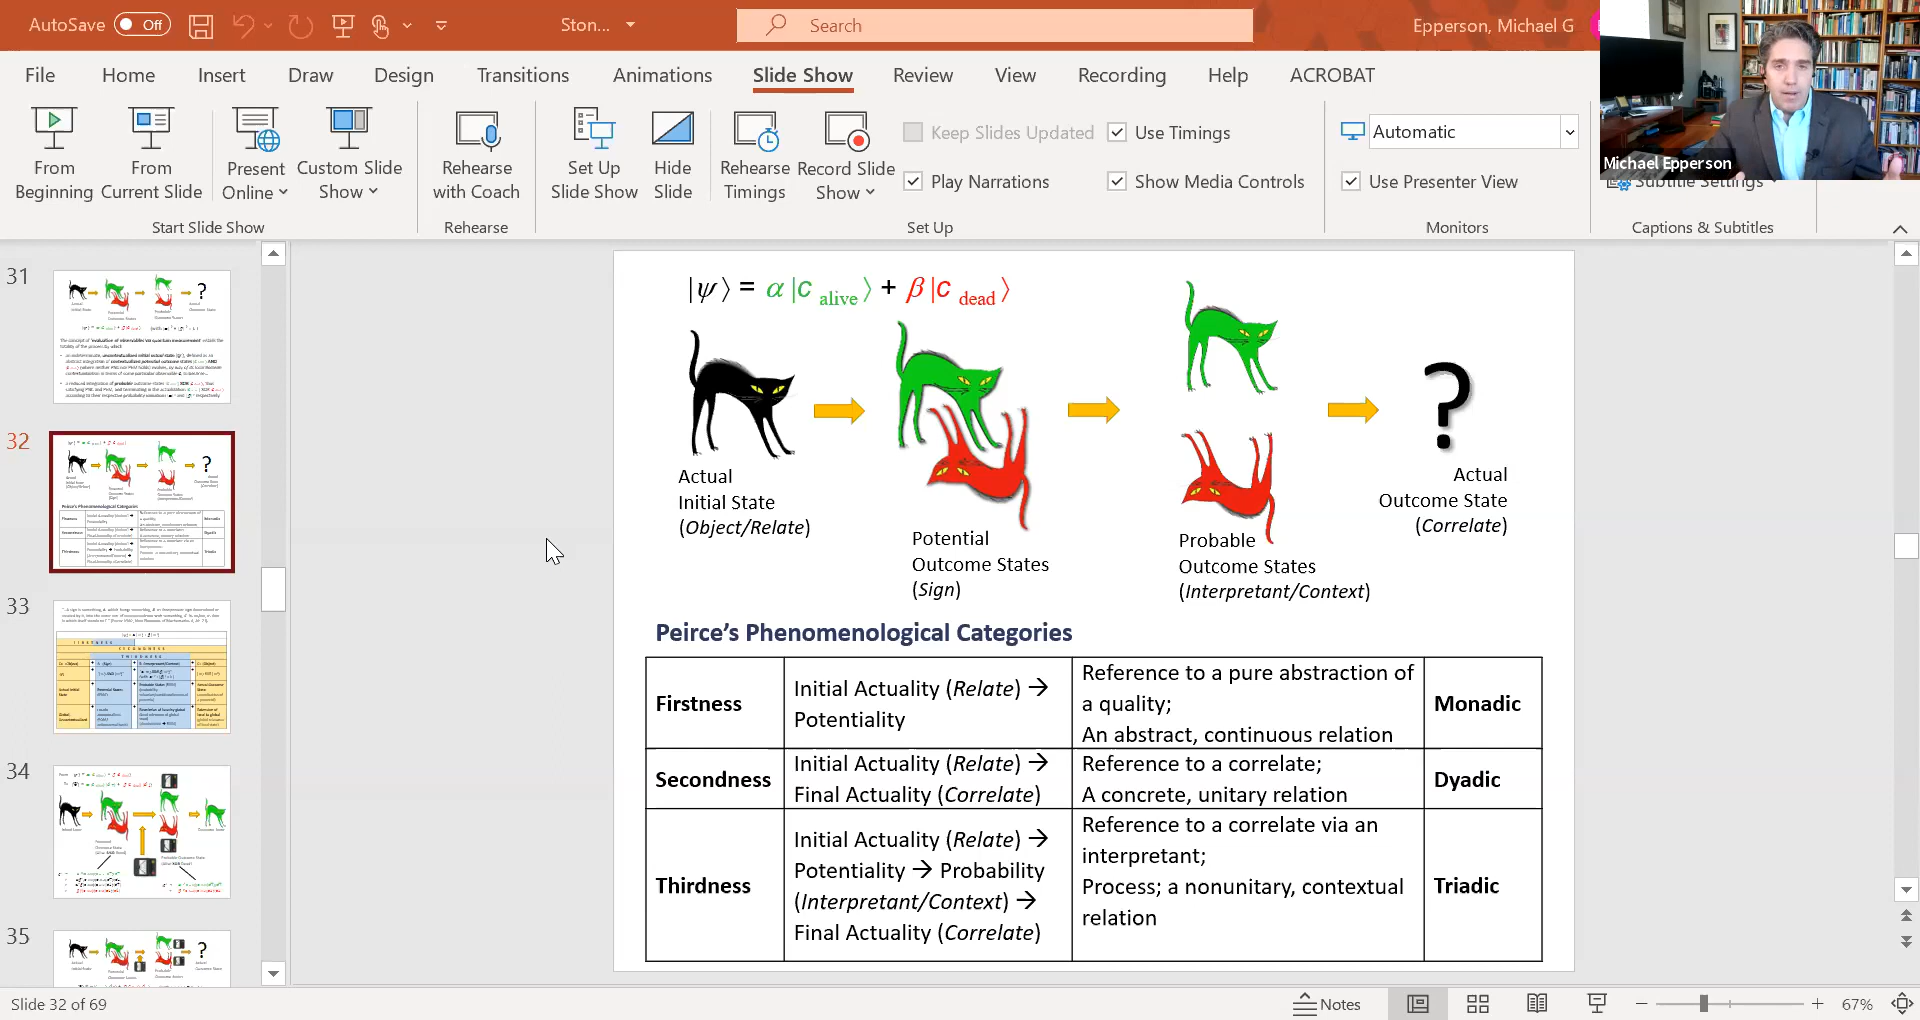 AutoSave Off
Ston...
Search
Epperson, Michael G
File Home Insert Draw Design Transitions Animations Slide Show Review View Recording Help ACROBAT
From Beginning
From Current Slide
Present Online
Custom Slide Show
Start Slide Show
Rehearse with Coach
Rehearse
Set Up Slide Show
Hide Slide
Rehearse Timings
Record Slide Show
Keep Slides Updated
Play Narrations
Use Timings
Show Media Controls
Set Up
Automatic
Use Presenter View
Monitors
Subtitle Settings
Captions & Subtitles
Michael Epperson
31
32
33
34
35
|ψ⟩ = α|c alive⟩ + β|c dead⟩
Actual
Initial State
(Object/Relate)
Potential
Outcome States
(Sign)
Probable
Outcome States
(Interpretant/Context)
?
Actual
Outcome State
(Correlate)
Peirce's Phenomenological Categories
Firstness
Initial Actuality (Relate) →
Potentiality
Reference to a pure abstraction of
a quality;
An abstract, continuous relation
Monadic
Secondness
Initial Actuality (Relate) →
Final Actuality (Correlate)
Reference to a correlate;
A concrete, unitary relation
Dyadic
Thirdness
Initial Actuality (Relate) →
Potentiality → Probability
(Interpretant/Context) →
Final Actuality (Correlate)
Reference to a correlate via an
interpretant;
Process; a nonunitary, contextual
relation
Triadic
Slide 32 of 69
Notes
67%